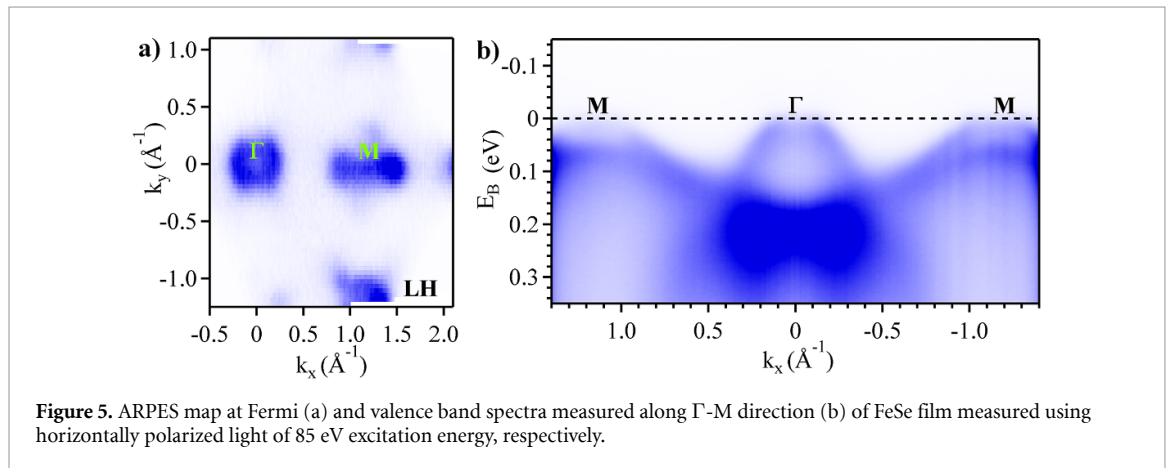 a)
1.0
0.5
0
-0.5
-1.0
k_y (Å⁻¹)
Γ
M
LH
-0.5 0 0.5 1.0 1.5 2.0
k_x (Å⁻¹)
b)
-0.1
0
0.1
0.2
0.3
E_B (eV)
M Γ M
1.0 0.5 0 -0.5 -1.0
k_x (Å⁻¹)
Figure 5. ARPES map at Fermi (a) and valence band spectra measured along Γ-M direction (b) of FeSe film measured using
horizontally polarized light of 85 eV excitation energy, respectively.